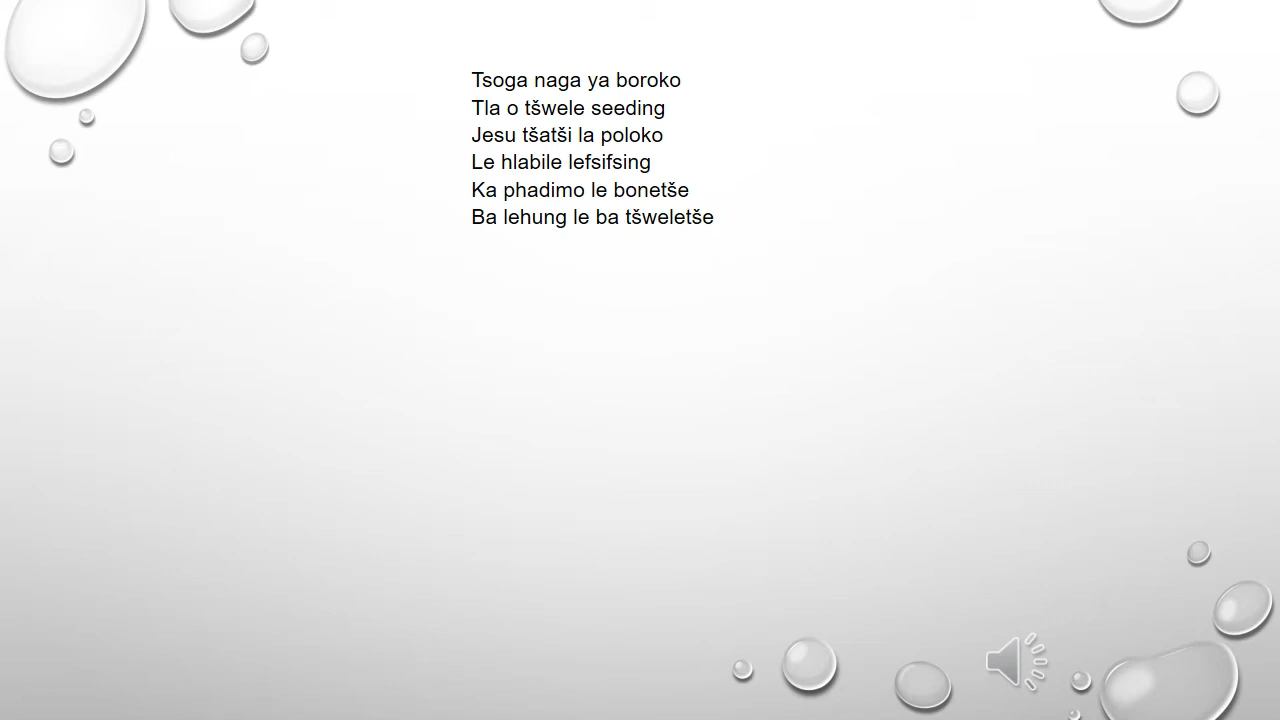 Tsoga naga ya boroko
Tla o tšwele seeding
Jesu tšatši la poloko
Le hlabile lefsifsing
Ka phadimo le bonetše
Ba lehung le ba tšweletše